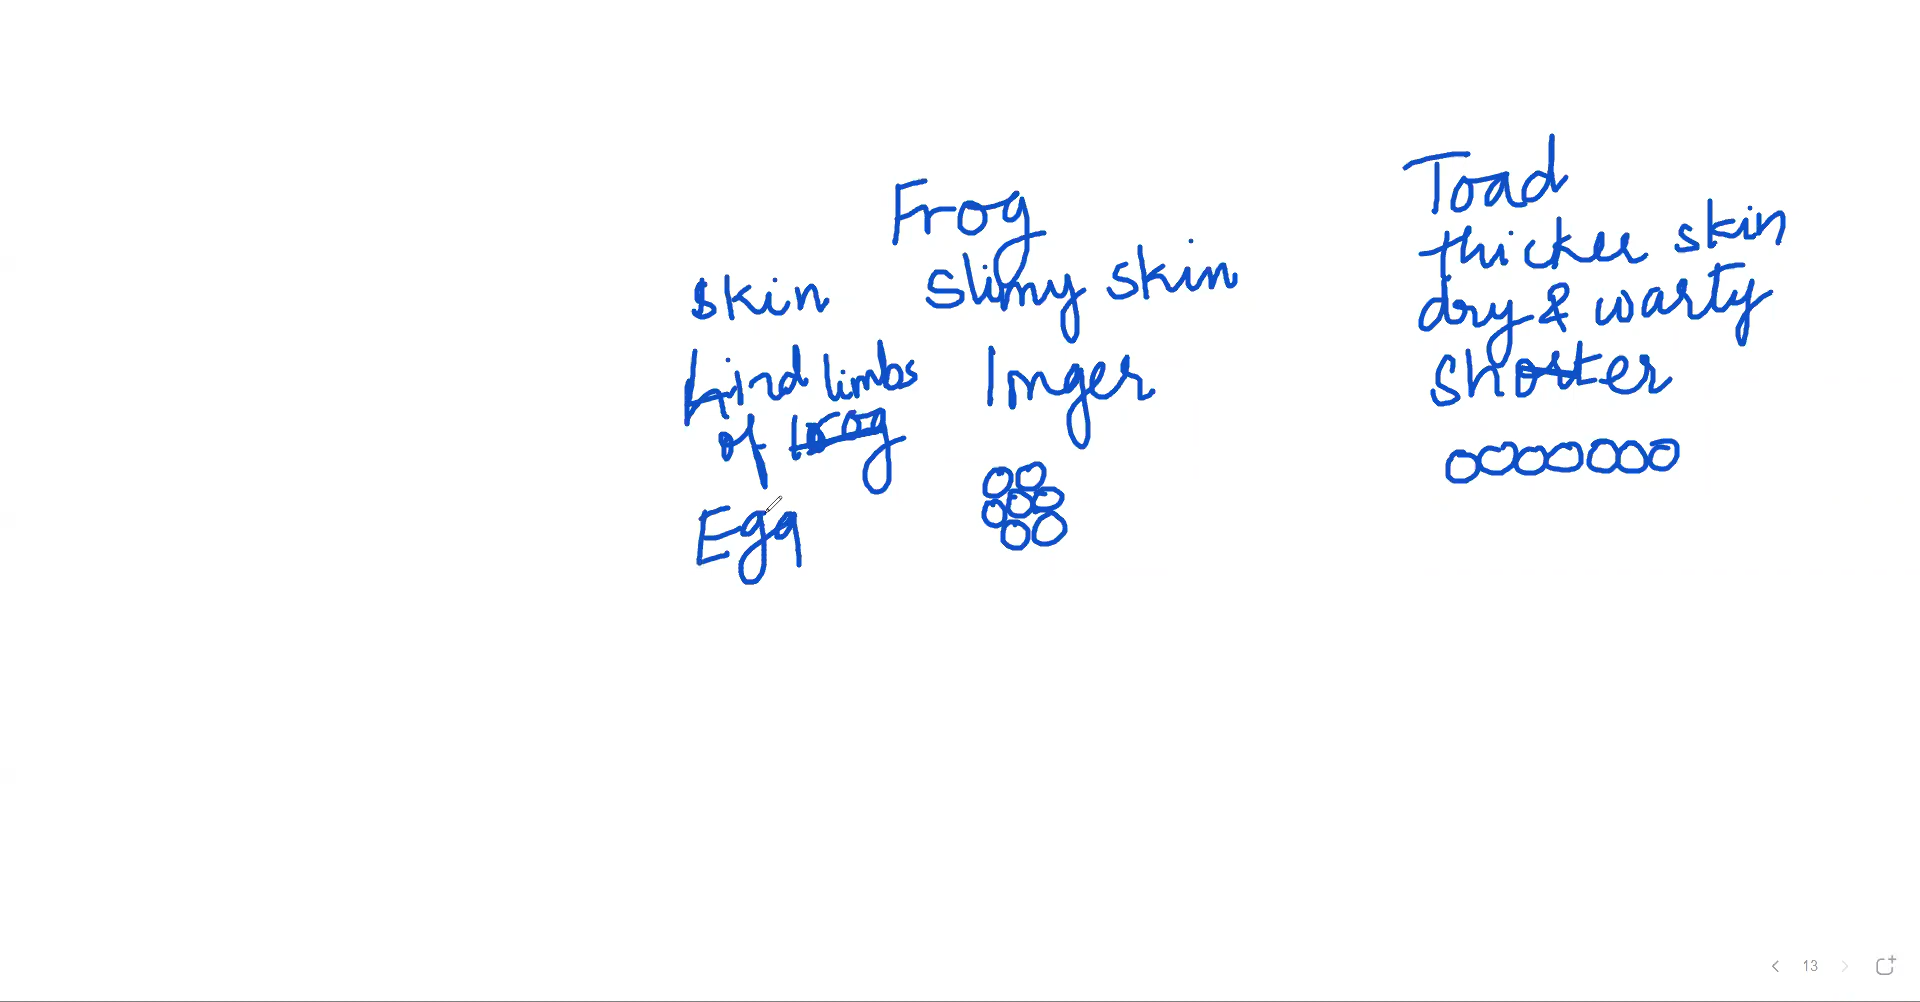 Frog
Toad
skin
slimy skin
thicker skin
dry & warty
hind limbs
longer
shorter
of frog
Egg
13